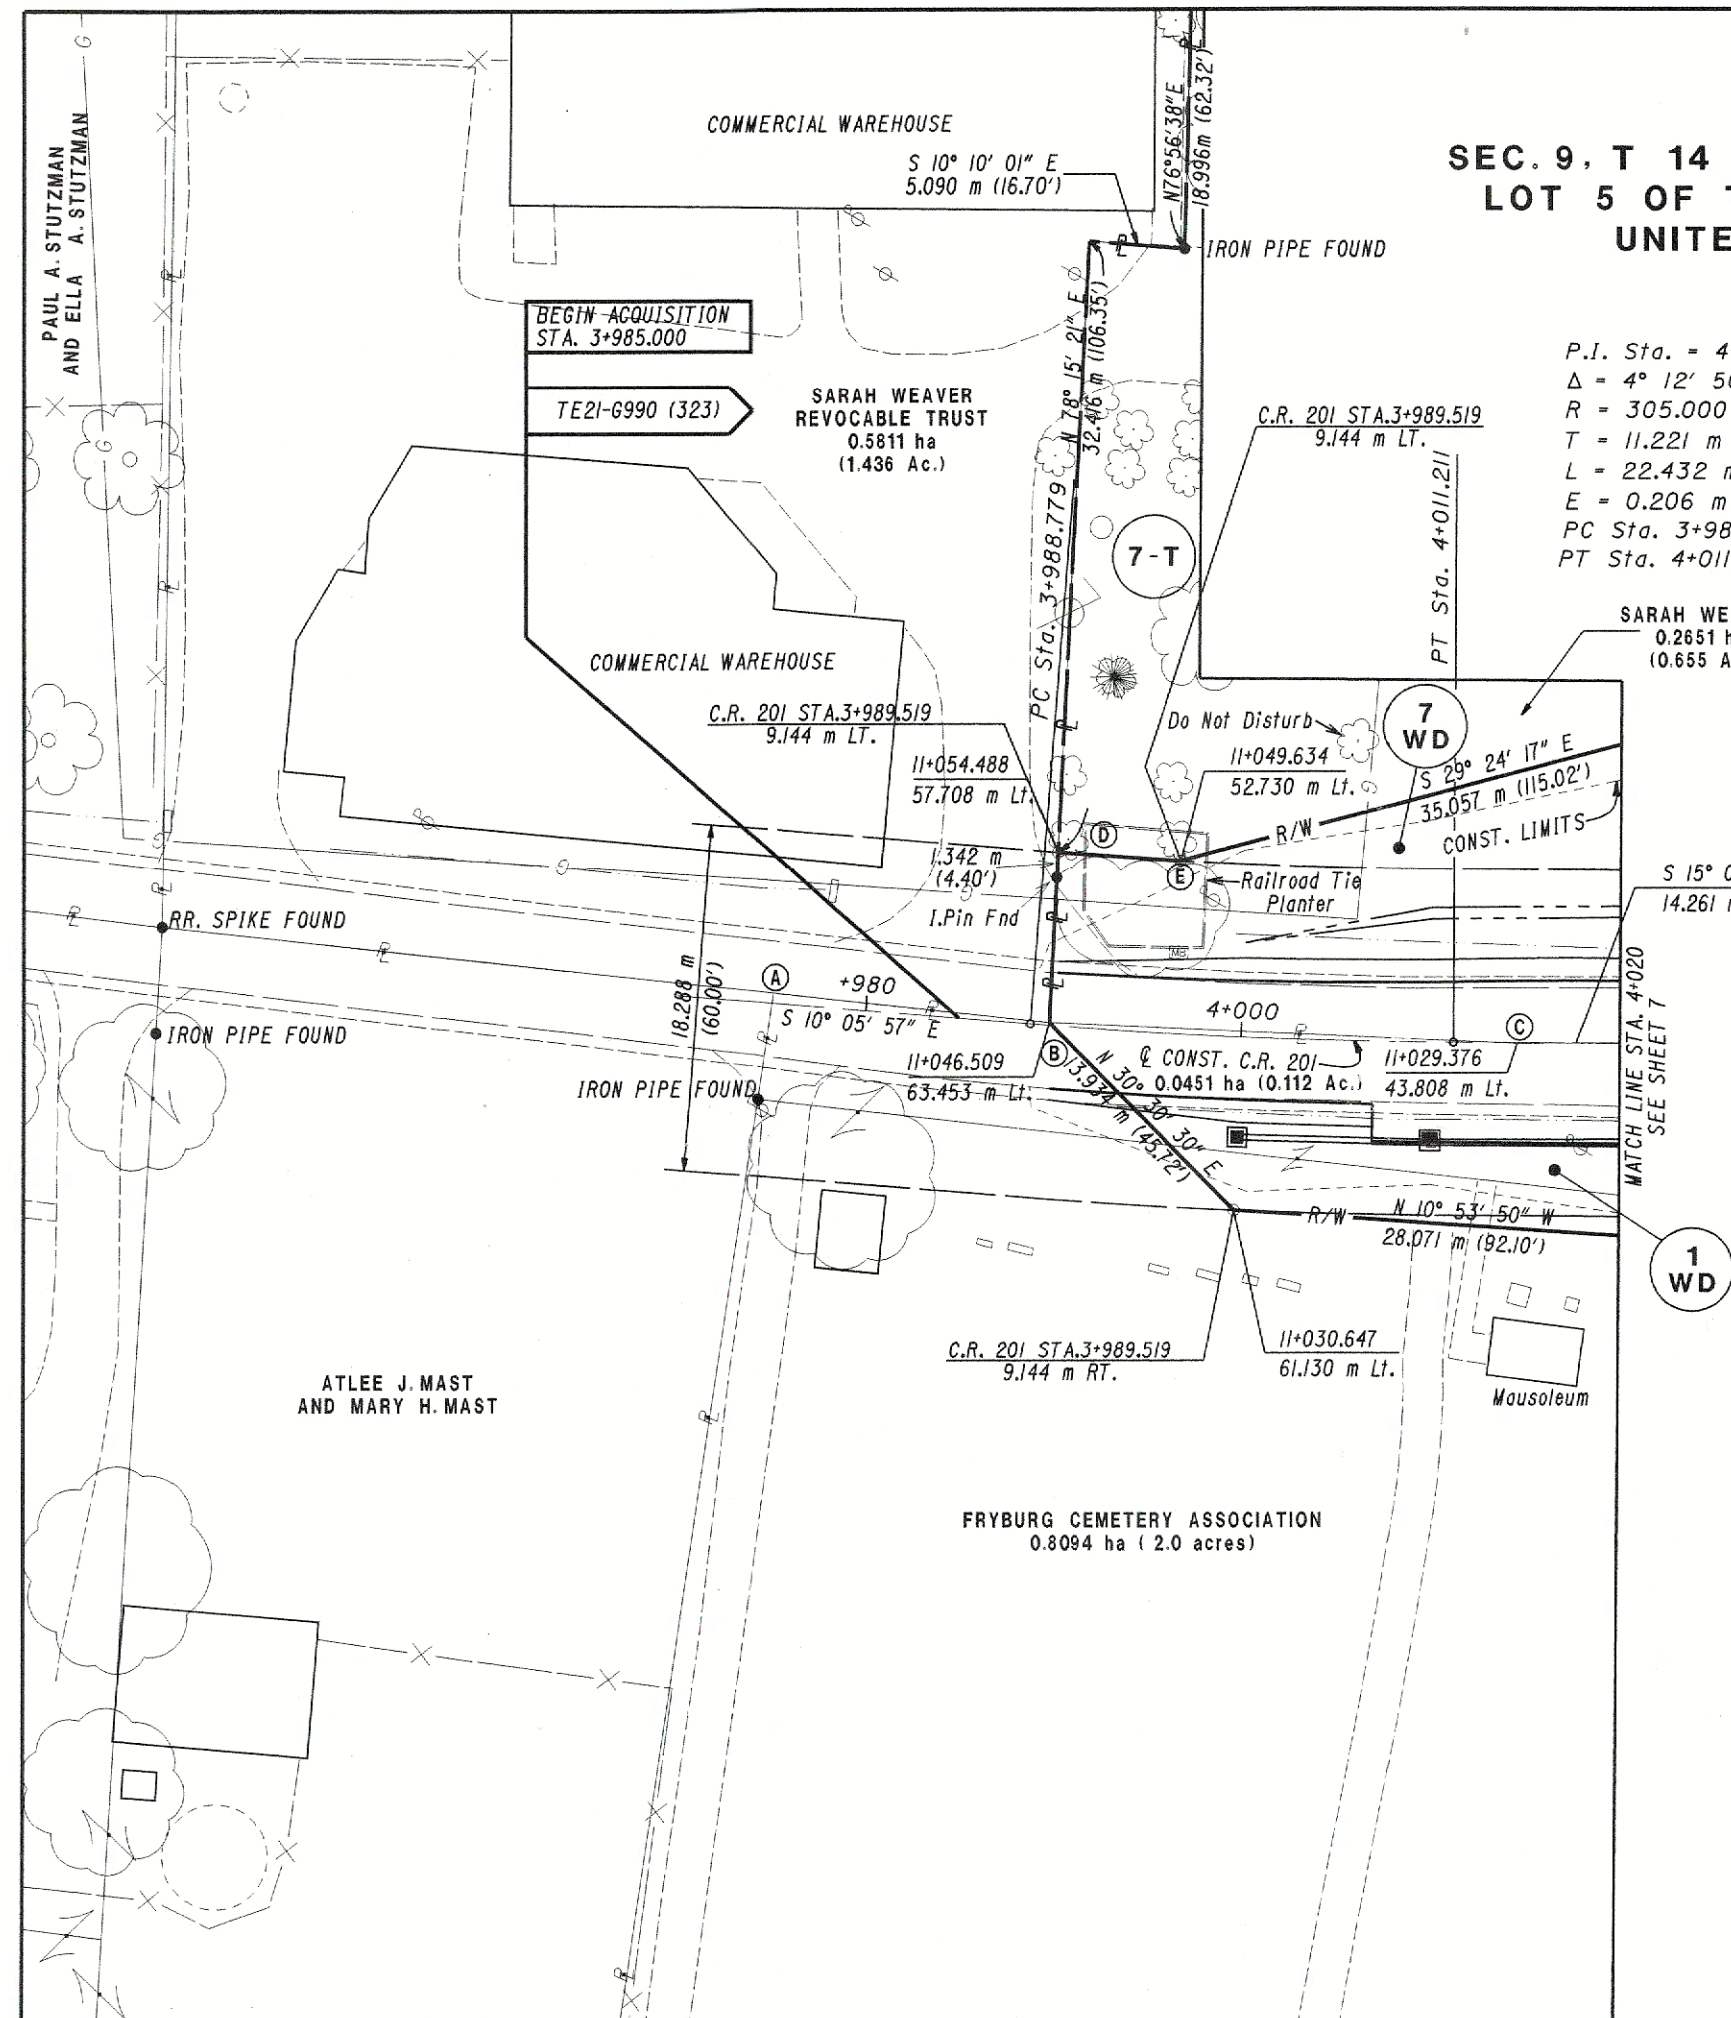 PAUL A. STUTZMAN
AND ELLA A. STUTZMAN
COMMERCIAL WAREHOUSE
S 10° 10' 01" E
5.090 m (16.70')
N76°56'38"E
18.996m (62.32')
IRON PIPE FOUND
SEC. 9, T 14
LOT 5 OF
UNITE
BEGIN ACQUISITION
STA. 3+985.000
TE21-G990 (323)
SARAH WEAVER
REVOCABLE TRUST
0.5811 ha
(1.436 Ac.)
N 78° 15' 21" E
32.416 m (106.35')
P.I. Sta. = 4
Δ = 4° 12'
R = 305.000
T = 11.221 m
L = 22.432
E = 0.206 m
PC Sta. 3+98
PT Sta. 4+011
C.R. 201 STA.3+989.519
9.144 m LT.
PC Sta. 3+988.779
PT Sta. 4+011.211
7-T
SARAH WE
0.2651
(0.655
COMMERCIAL WAREHOUSE
C.R. 201 STA.3+989.519
9.144 m LT.
Do Not Disturb
7
WD
11+054.488
57.708 m Lt.
11+049.634
52.730 m Lt.
S 29° 24' 17" E
35.057 m (115.02')
R/W
CONST. LIMITS
D
E
1.342 m
(4.40')
I.Pin Fnd
Railroad Tie
Planter
MB
S 15°
14.261
RR. SPIKE FOUND
IRON PIPE FOUND
18.288 m
(60.00')
A
+980
S 10° 05' 57" E
4+000
C
B
11+046.509
63.453 m Lt.
N 30° 30' 30" E
13.934 m (45.72')
℄ CONST. C.R. 201
0.0451 ha (0.112 Ac.)
11+029.376
43.808 m Lt.
IRON PIPE FOUND
MATCH LINE STA. 4+020
SEE SHEET 7
R/W
N 10° 53' 50" W
28.071 m (92.10')
1
WD
C.R. 201 STA.3+989.519
9.144 m RT.
11+030.647
61.130 m Lt.
Mausoleum
ATLEE J. MAST
AND MARY H. MAST
FRYBURG CEMETERY ASSOCIATION
0.8094 ha ( 2.0 acres)